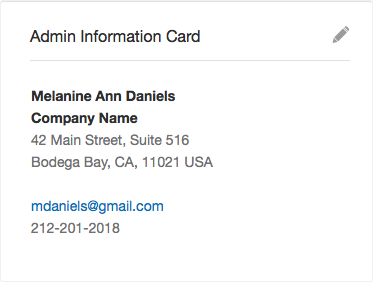 Admin Information Card
Melanine Ann Daniels
Company Name
42 Main Street, Suite 516
Bodega Bay, CA, 11021 USA
mdaniels@gmail.com
212-201-2018